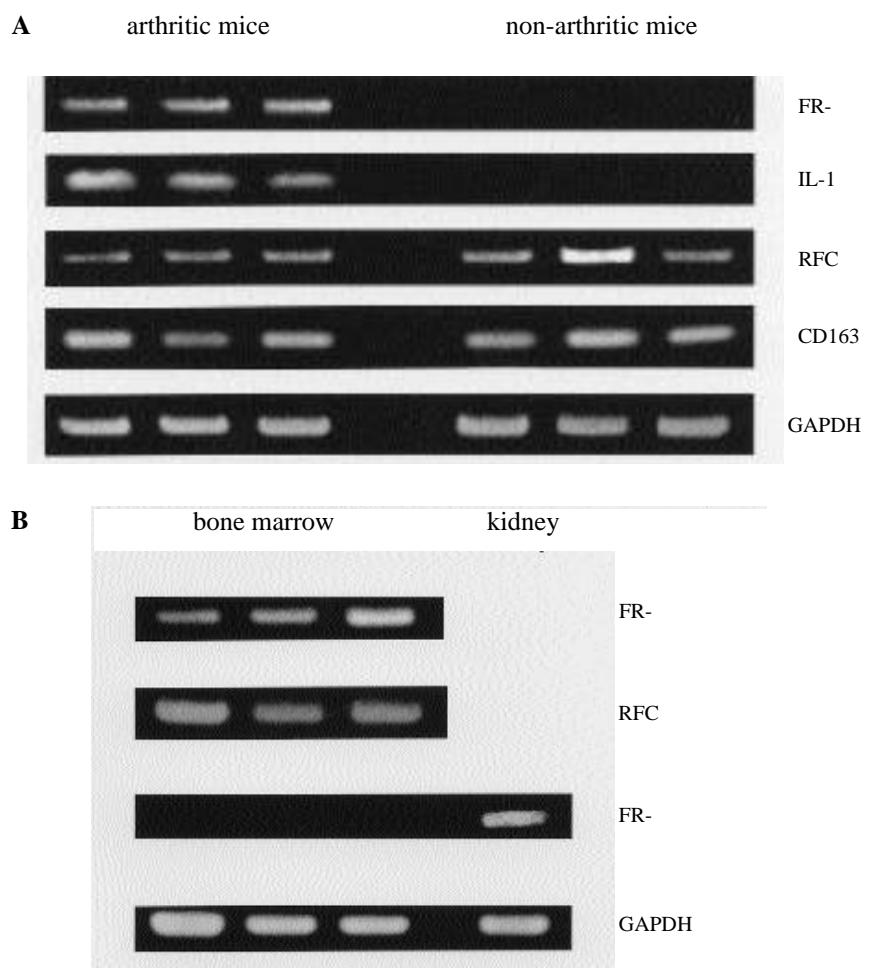 A arthritic mice non-arthritic mice
FR-
IL-1
RFC
CD163
GAPDH
B bone marrow kidney
FR-
RFC
FR-
GAPDH